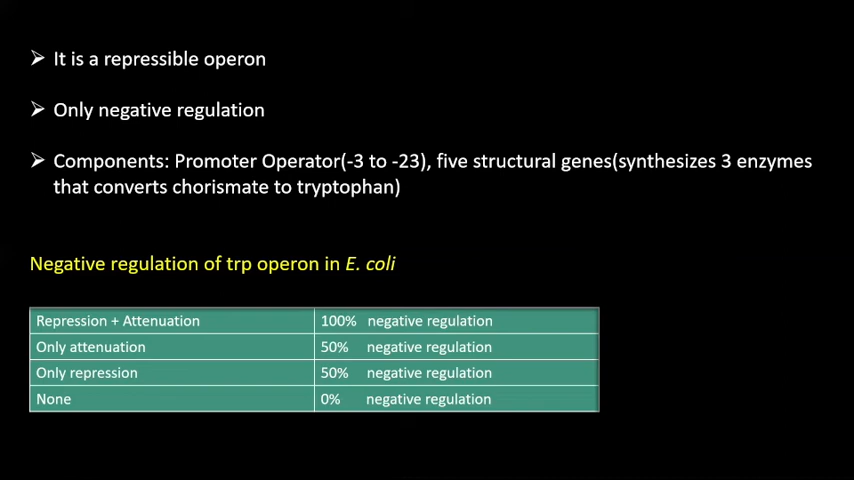 ➢ It is a repressible operon
➢ Only negative regulation
➢ Components: Promoter Operator(-3 to -23), five structural genes(synthesizes 3 enzymes
that converts chorismate to tryptophan)
Negative regulation of trp operon in E. coli
Repression + Attenuation 100% negative regulation
Only attenuation 50% negative regulation
Only repression 50% negative regulation
None 0% negative regulation